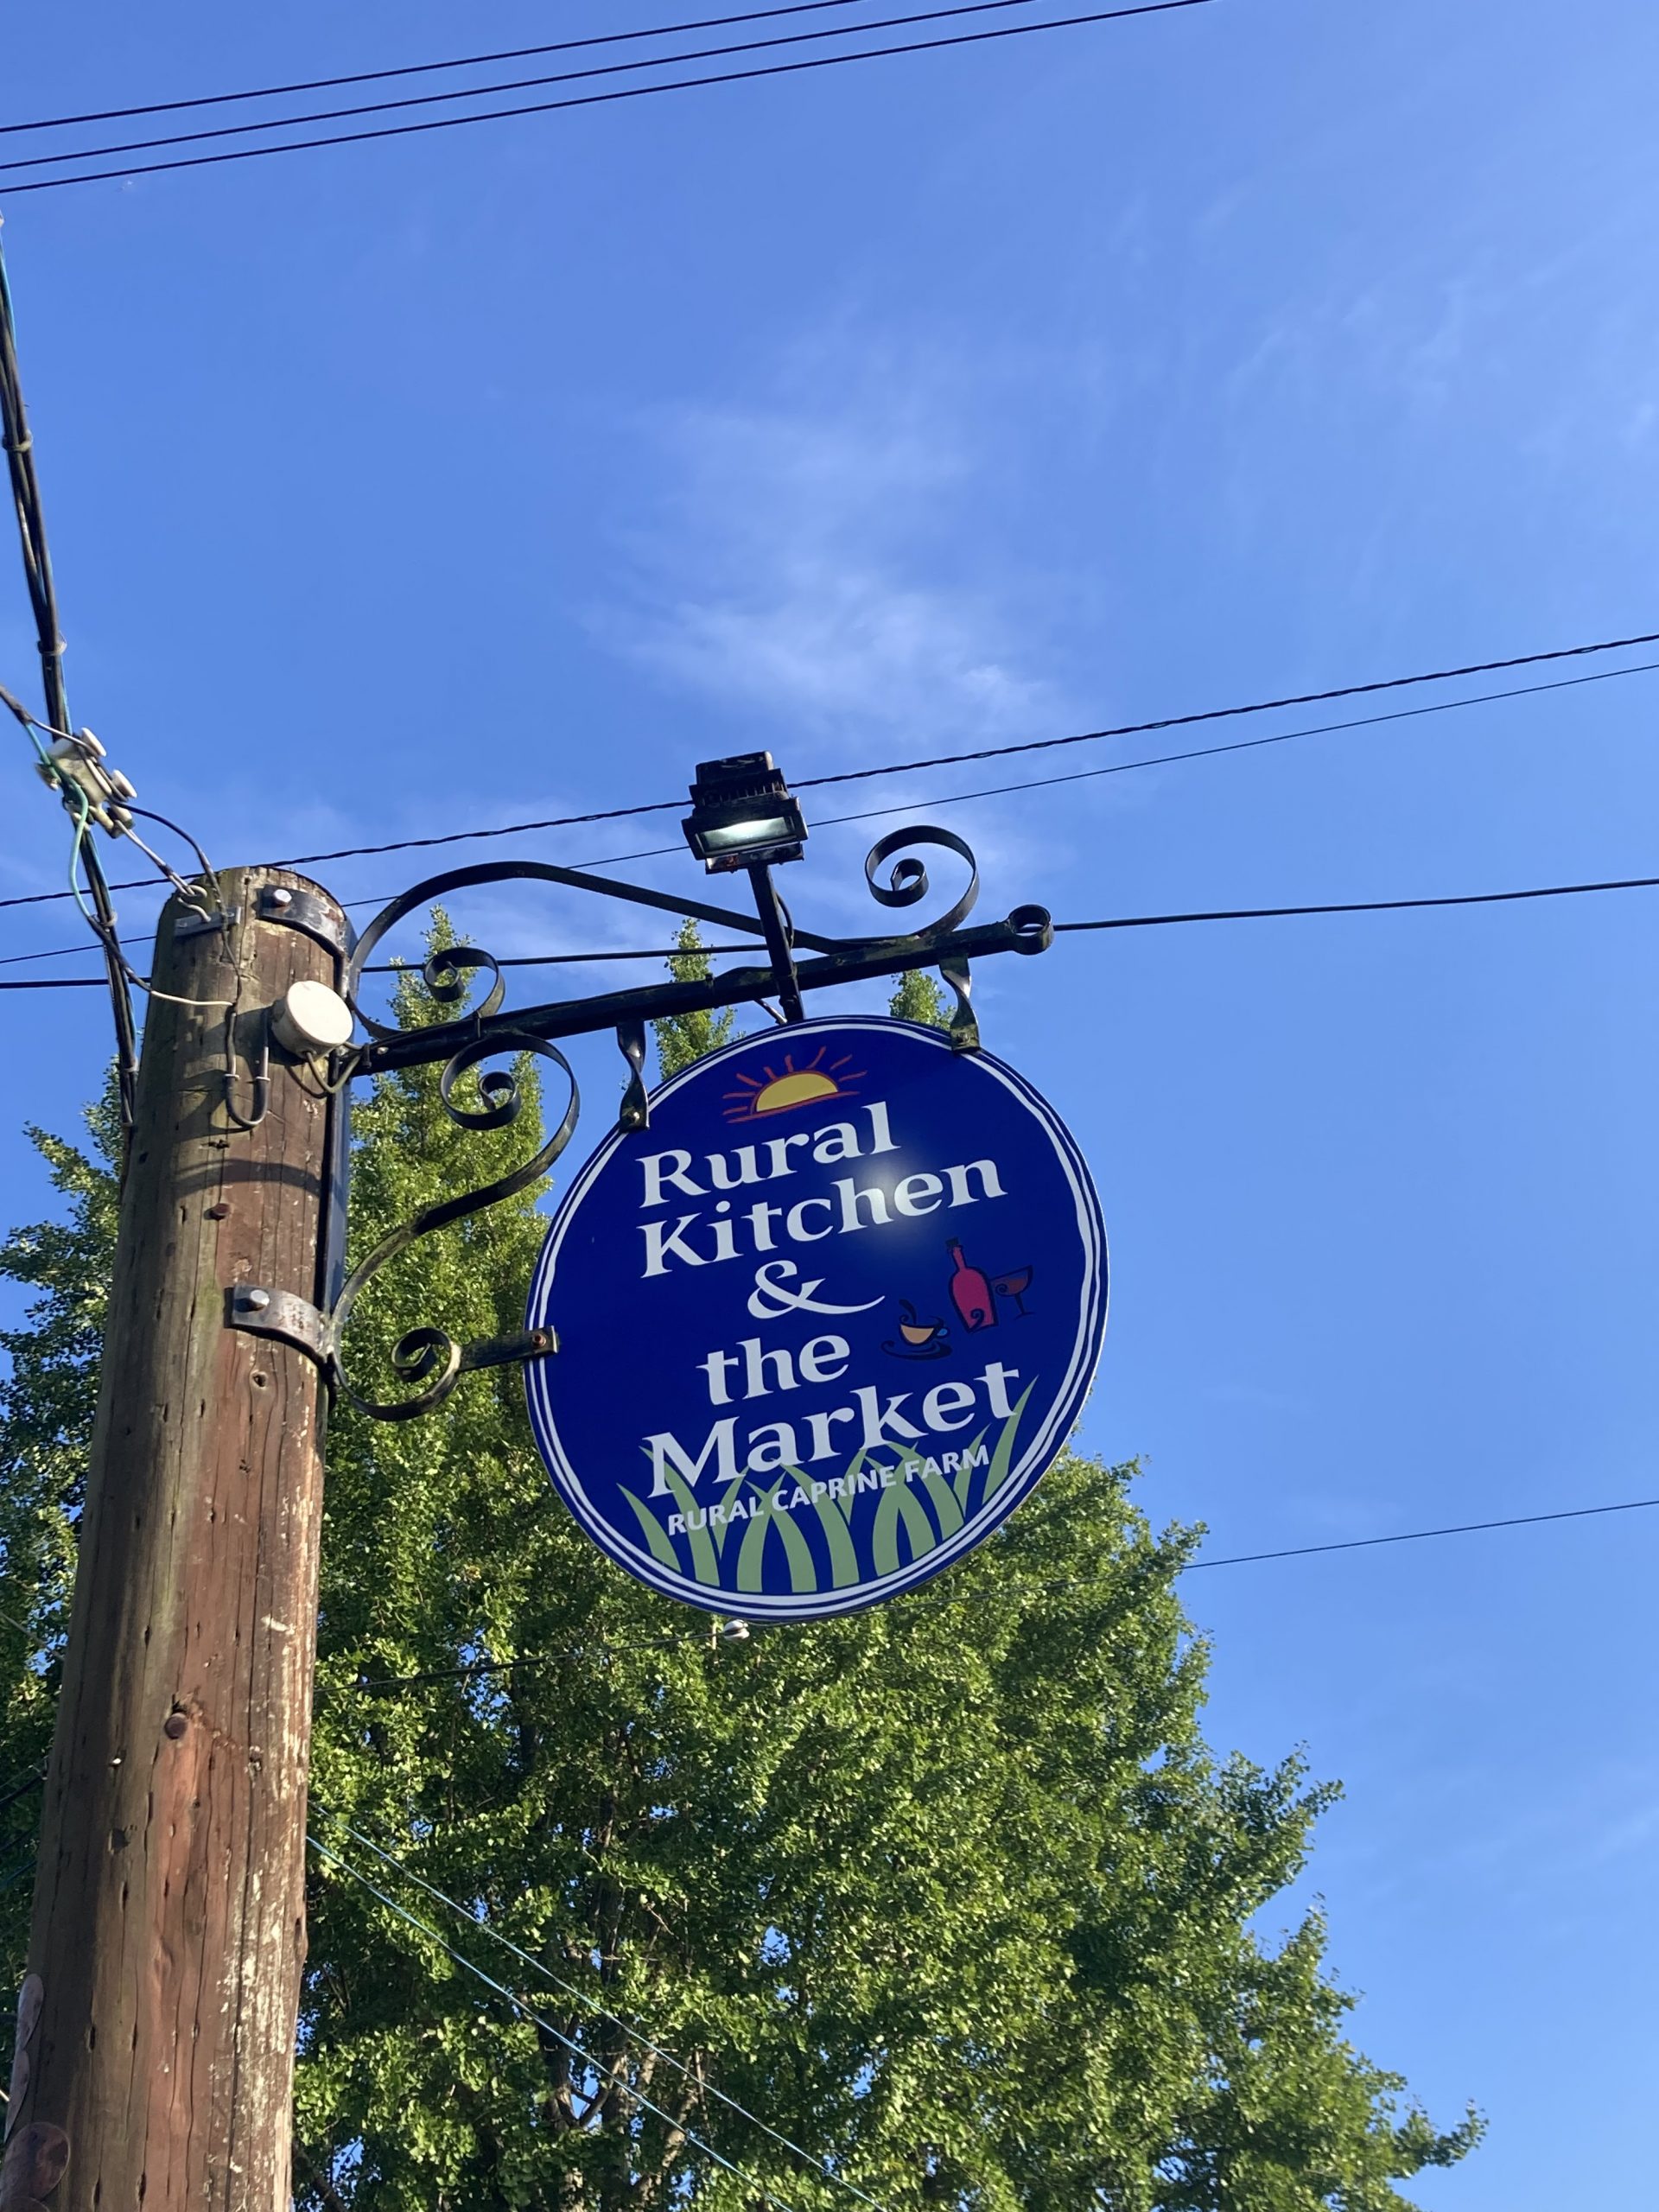 Rural
Kitchen
&
the
Market
RURAL CAPRINE FARM